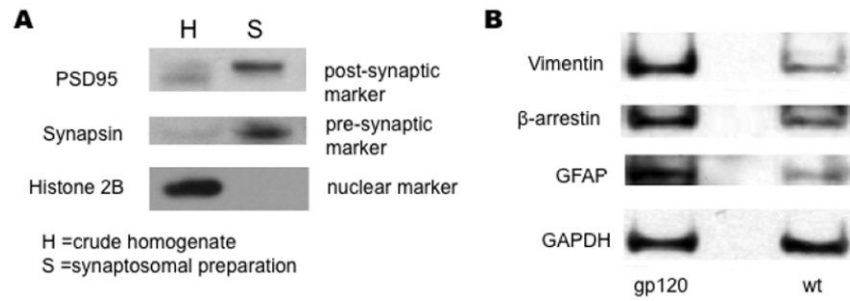 A
H S
PSD95
post-synaptic
marker
Synapsin
pre-synaptic
marker
Histone 2B
nuclear marker
H =crude homogenate
S =synaptosomal preparation
B
Vimentin
β-arrestin
GFAP
GAPDH
gp120 wt